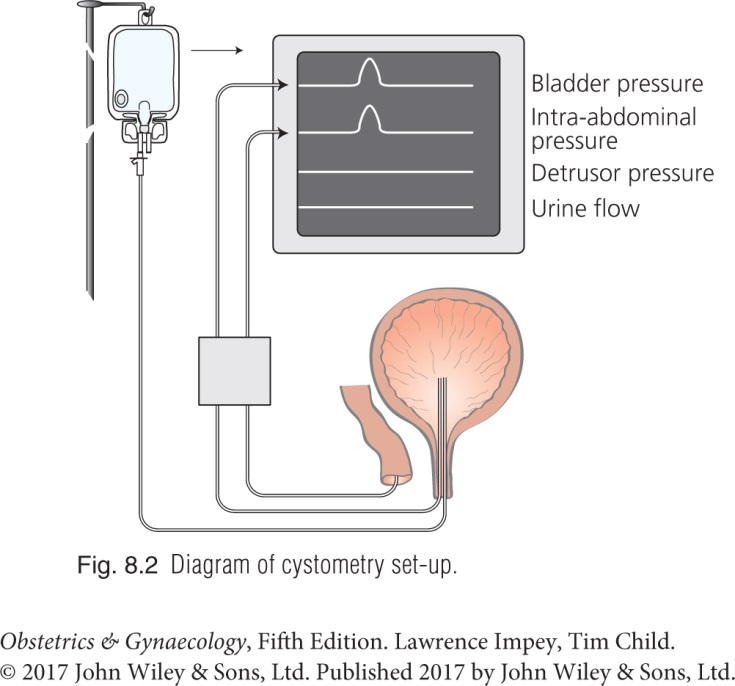 Bladder pressure
Intra-abdominal
pressure
Detrusor pressure
Urine flow
Fig. 8.2 Diagram of cystometry set-up.
Obstetrics & Gynaecology, Fifth Edition. Lawrence Impey, Tim Child.
© 2017 John Wiley & Sons, Ltd. Published 2017 by John Wiley & Sons, Ltd.